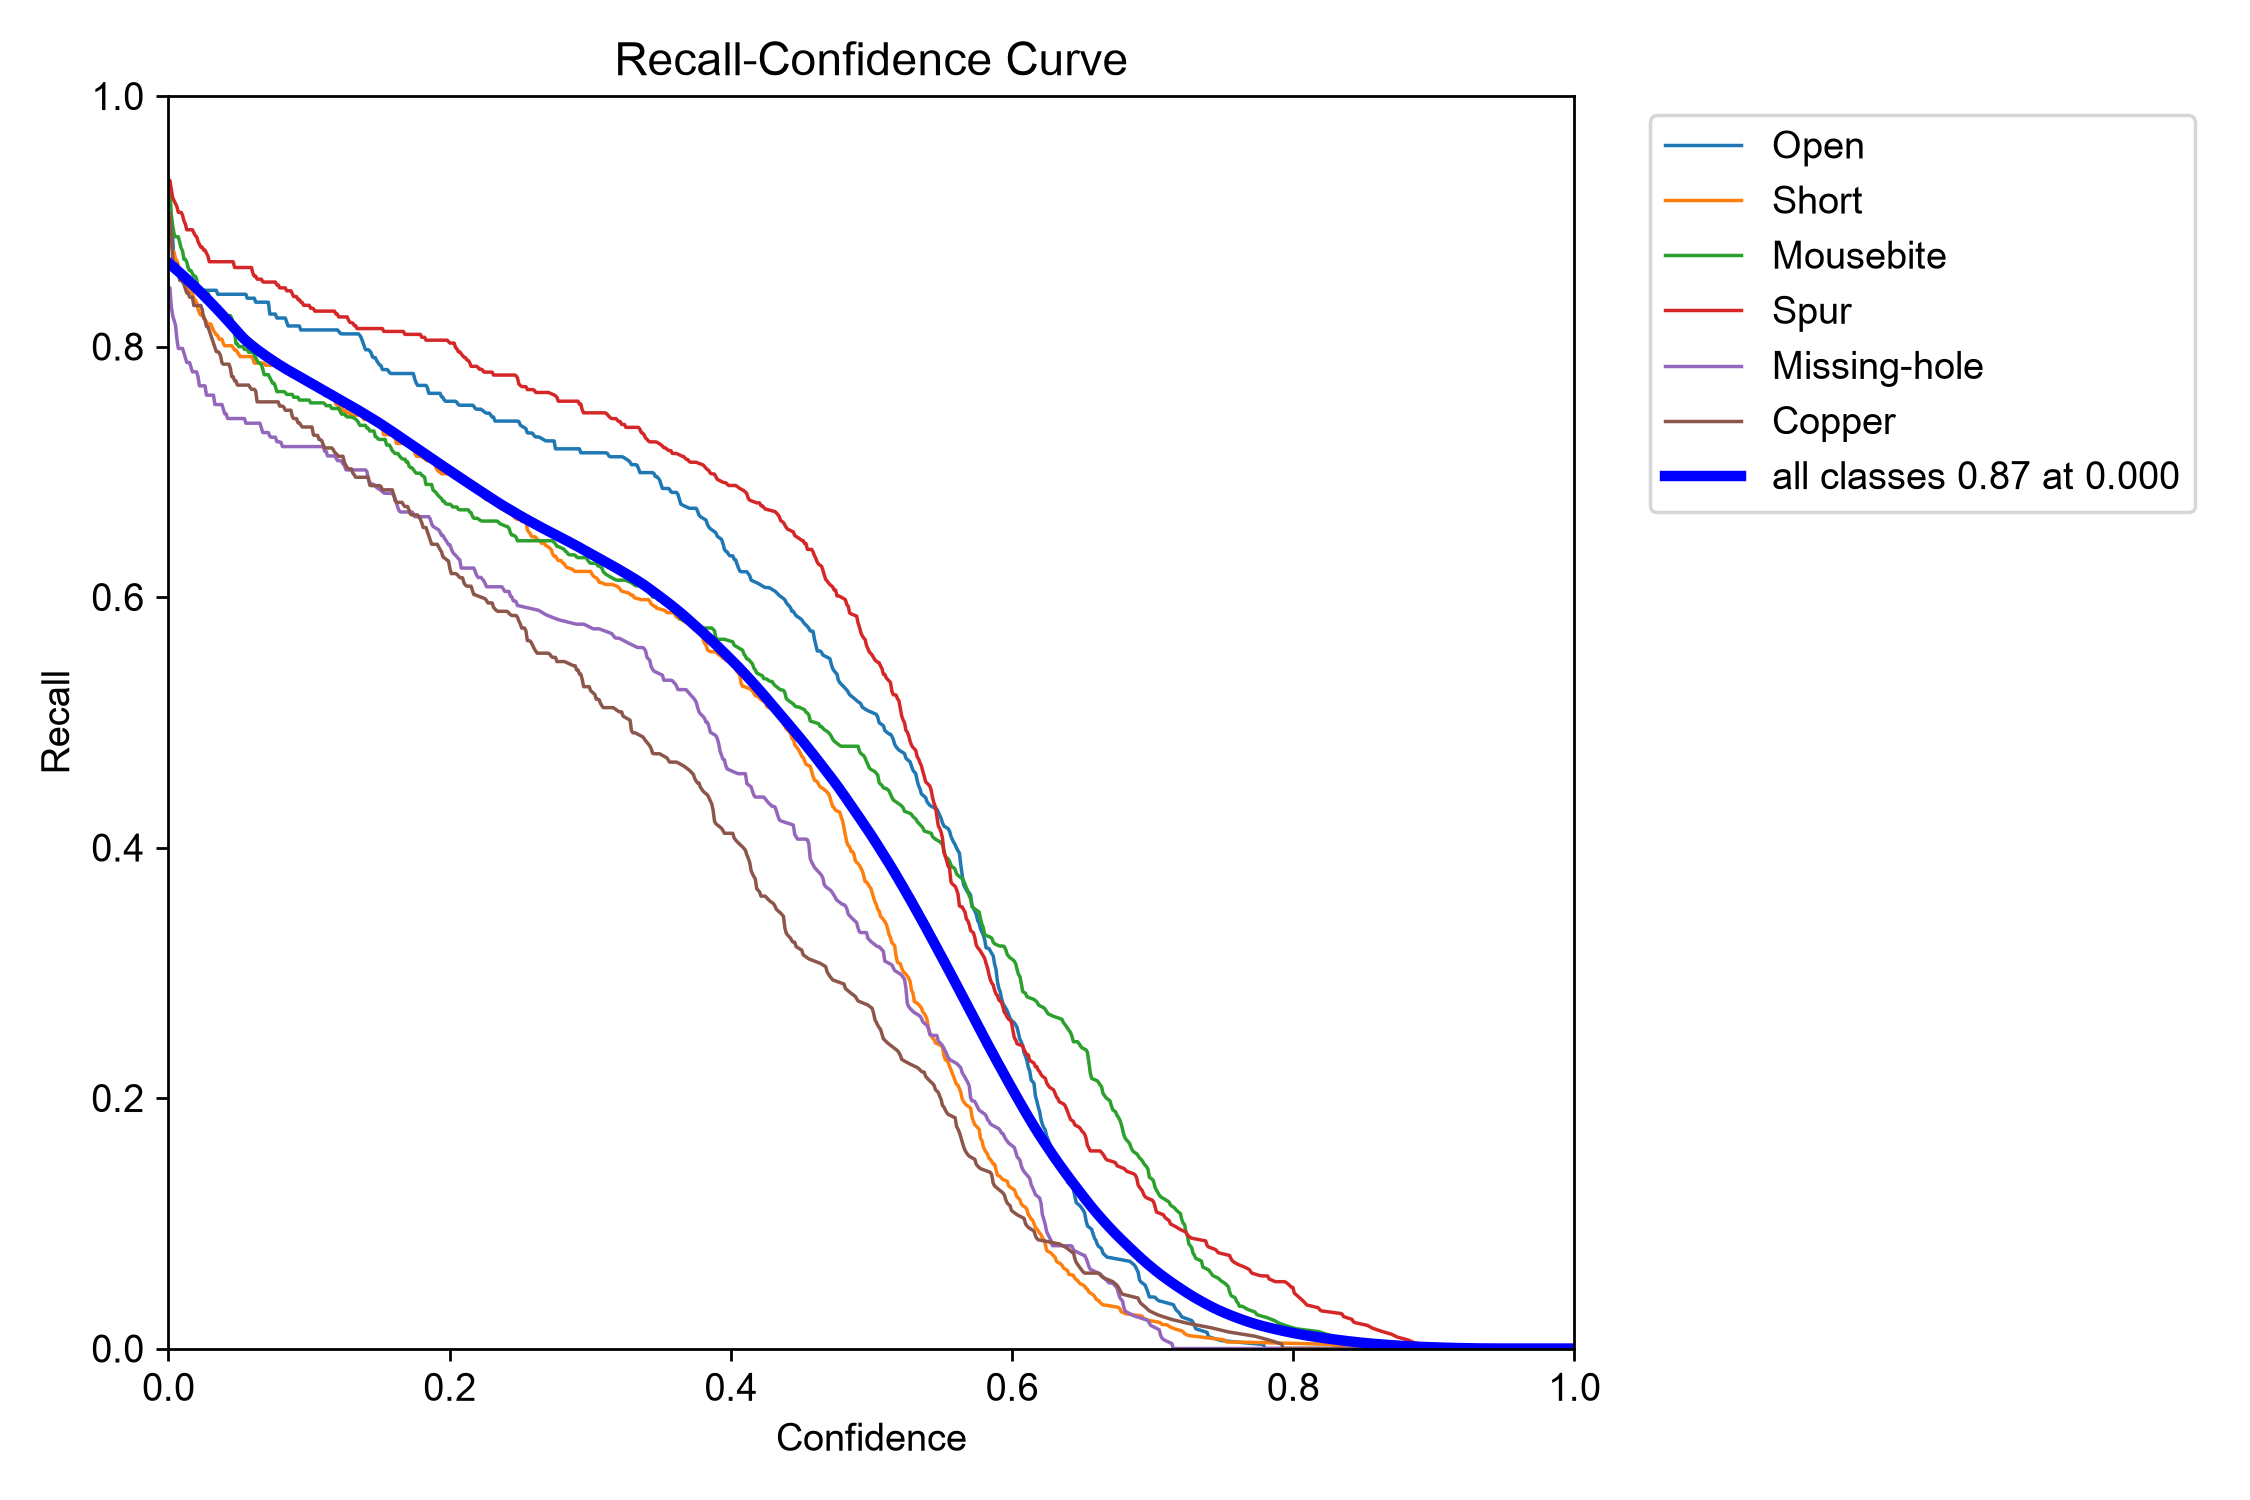 Recall-Confidence Curve
1.0
0.8
0.6
0.4
0.2
0.0
Recall
0.0 0.2 0.4 0.6 0.8 1.0
Confidence
Open
Short
Mousebite
Spur
Missing-hole
Copper
all classes 0.87 at 0.000